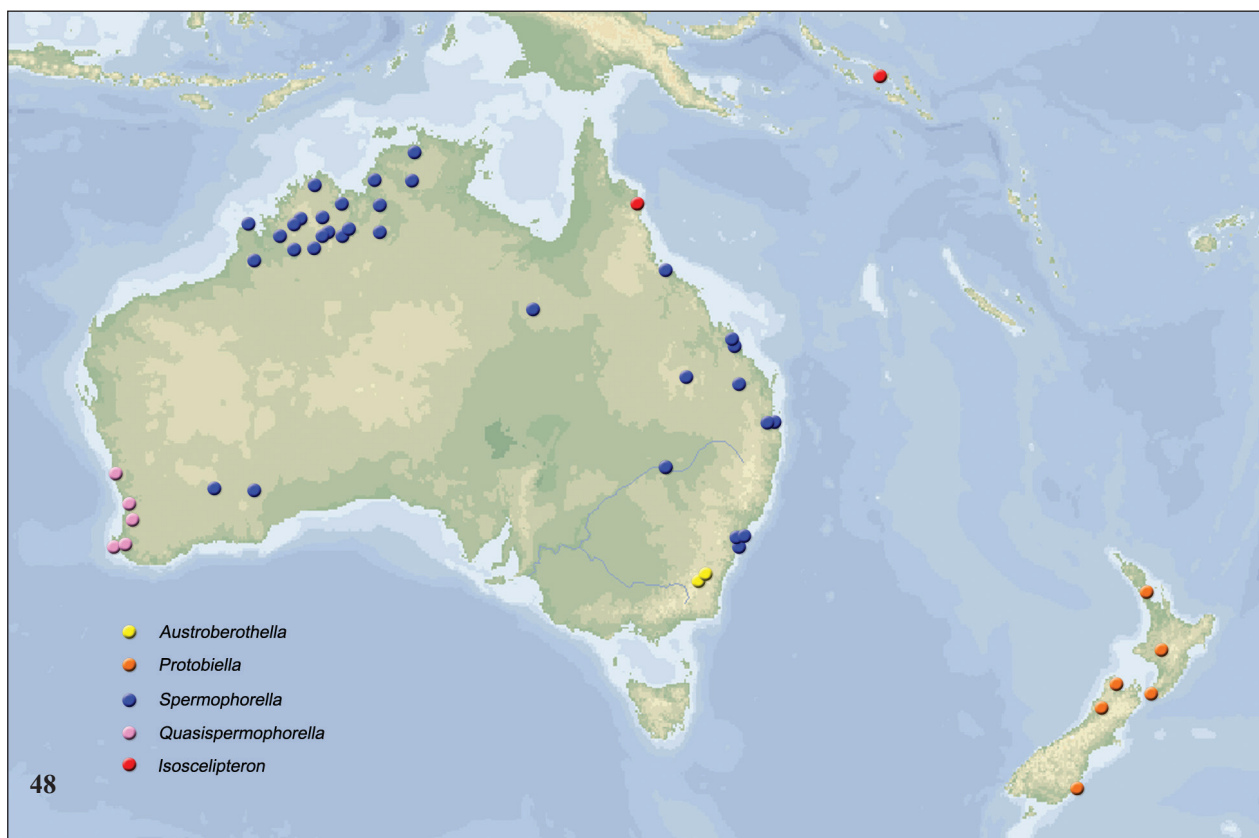 Austroberothella
Protobiella
Spermophorella
Quasispermophorella
Isoscelipteron
48